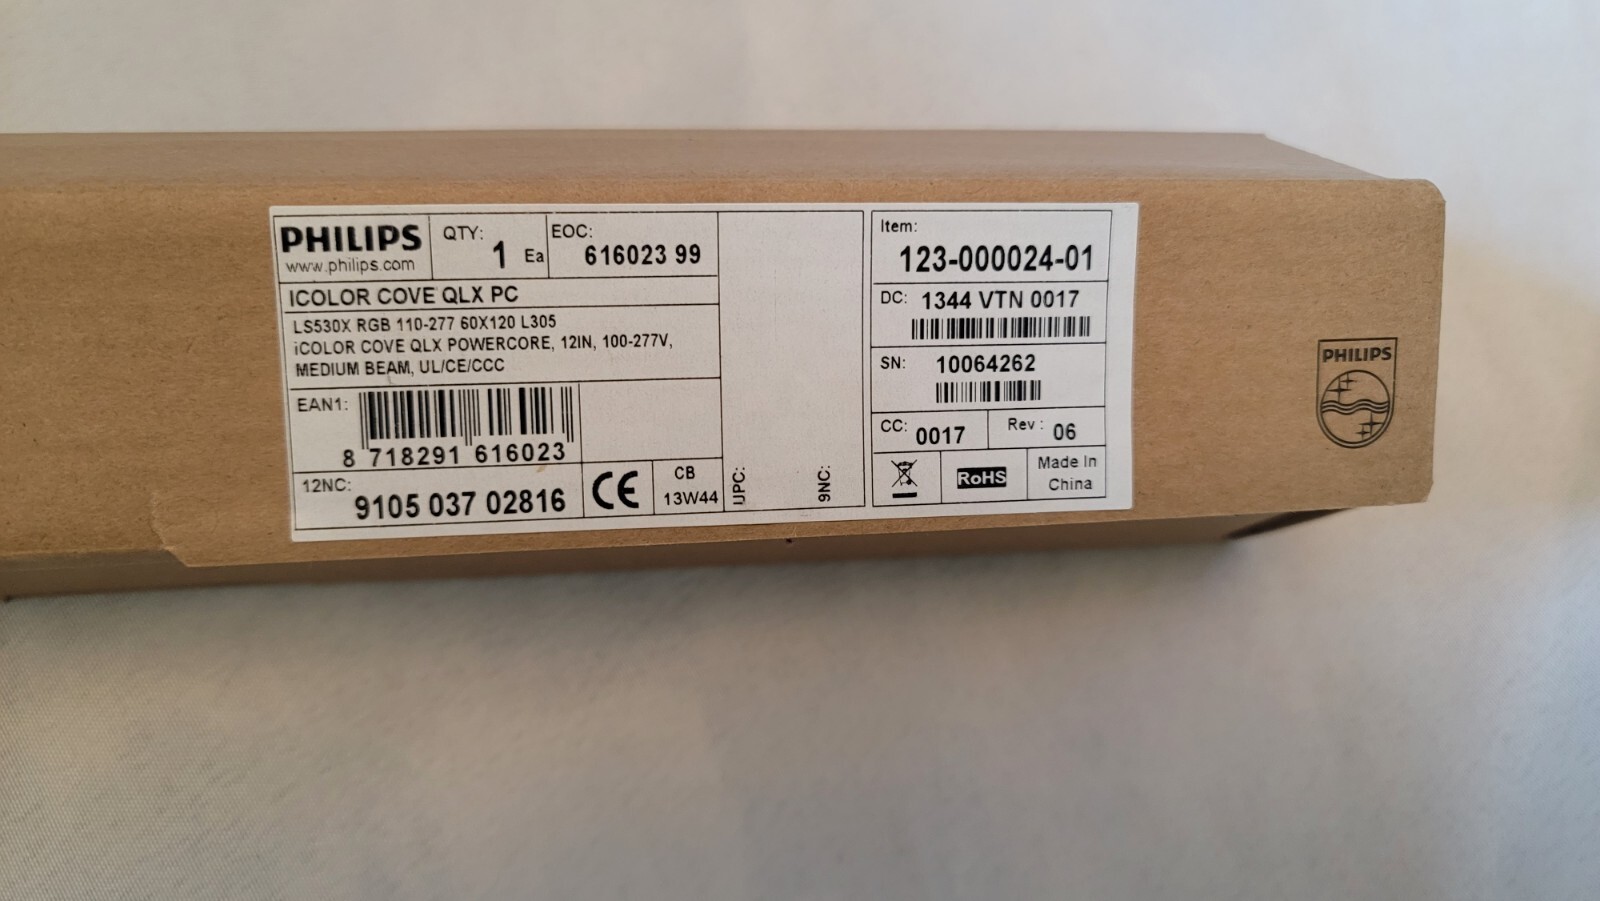 PHILIPS
www.philips.com
QTY: 1 Ea
EOC: 616023 99
ICOLOR COVE QLX PC
LS530X RGB 110-277 60X120 L305
iCOLOR COVE QLX POWERCORE, 12IN, 100-277V,
MEDIUM BEAM, UL/CE/CCC
EAN1:
8 718291 616023
12NC: 9105 037 02816
CE
CB
13W44
UPC:
9NC:
Item:
123-000024-01
DC: 1344 VTN 0017
SN: 10064262
CC: 0017
Rev : 06
RoHS
Made In
China
PHILIPS